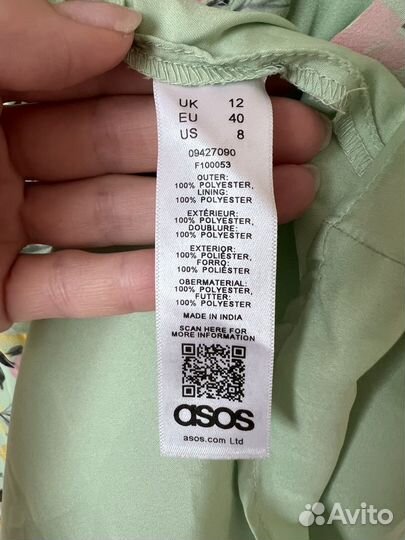 UK 12
EU 40
US 8
09427090
F100053
OUTER:
100% POLYESTER,
LINING:
100% POLYESTER
EXTÉRIEUR:
100% POLYESTER,
DOUBLURE:
100% POLYESTER
EXTERIOR:
100% POLIÉSTER,
FORRO:
100% POLIÉSTER
OBERMATERIAL:
100% POLYESTER,
FUTTER:
100% POLYESTER
MADE IN INDIA
SCAN HERE FOR
MORE INFORMATION
asos
asos.com Ltd
Avito